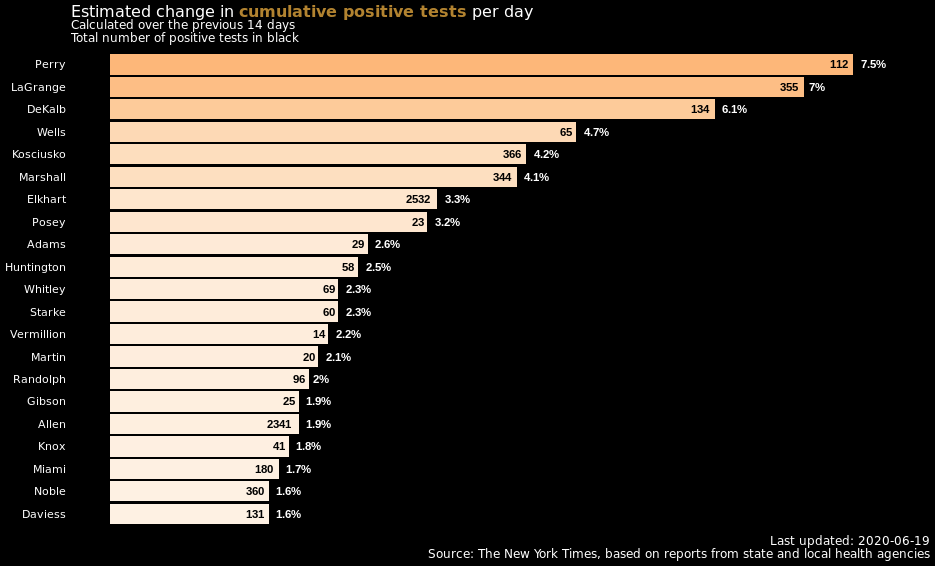 Estimated change in cumulative positive tests per day
Calculated over the previous 14 days
Total number of positive tests in black
Perry 112 7.5%
LaGrange 355 7%
DeKalb 134 6.1%
Wells 65 4.7%
Kosciusko 366 4.2%
Marshall 344 4.1%
Elkhart 2532 3.3%
Posey 23 3.2%
Adams 29 2.6%
Huntington 58 2.5%
Whitley 69 2.3%
Starke 60 2.3%
Vermillion 14 2.2%
Martin 20 2.1%
Randolph 96 2%
Gibson 25 1.9%
Allen 2341 1.9%
Knox 41 1.8%
Miami 180 1.7%
Noble 360 1.6%
Daviess 131 1.6%
Last updated: 2020-06-19
Source: The New York Times, based on reports from state and local health agencies